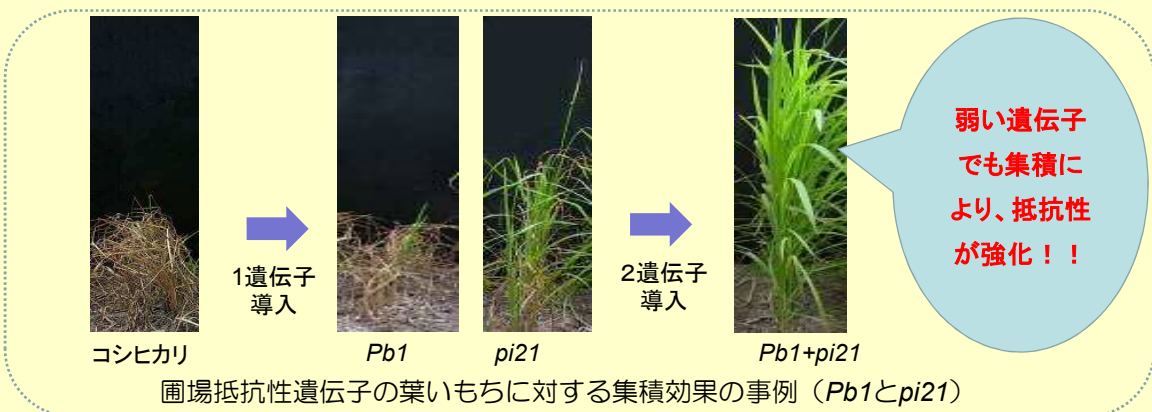 弱い遺伝子
でも集積に
より、抵抗性
が強化！！
1遺伝子
導入
2遺伝子
導入
コシヒカリ
Pb1
pi21
Pb1+pi21
圃場抵抗性遺伝子の葉いもちに対する集積効果の事例（Pb1とpi21）